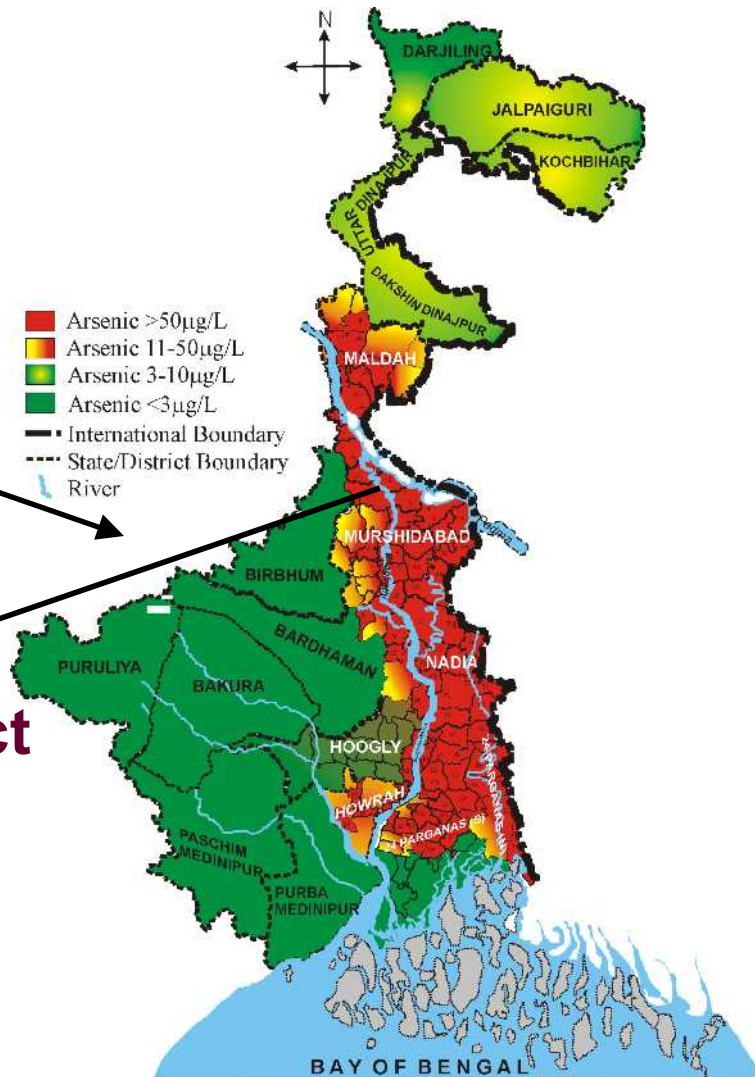 N
DARJILING
JALPAIGURI
KOCHBIHAR
UTTAR DINAJPUR
DAKSHIN DINAJPUR
Arsenic >50µg/L
Arsenic 11-50µg/L
Arsenic 3-10µg/L
Arsenic <3µg/L
International Boundary
State/District Boundary
River
MALDAH
MURSHIDABAD
BIRBHUM
BARDHAMAN
NADIA
PURULIYA
BAKURA
ct
HOOGLY
HOWRAH
24 PARGANAS (N)
24 PARGANAS (S)
PASCHIM
MEDINIPUR
PURBA
MEDINIPUR
BAY OF BENGAL